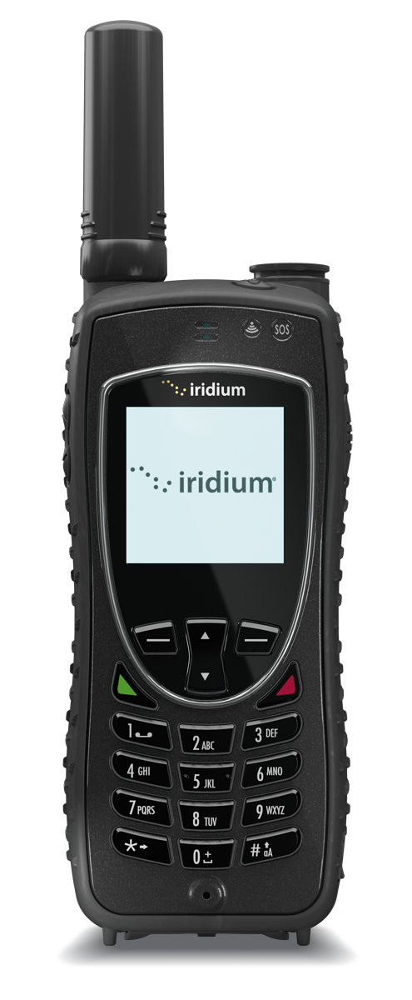 SOS
iridium
iridium®
1
2 ABC
3 DEF
4 GHI
5 JKL
6 MNO
7 PQRS
8 TUV
9 WXYZ
*
0 +
# aA